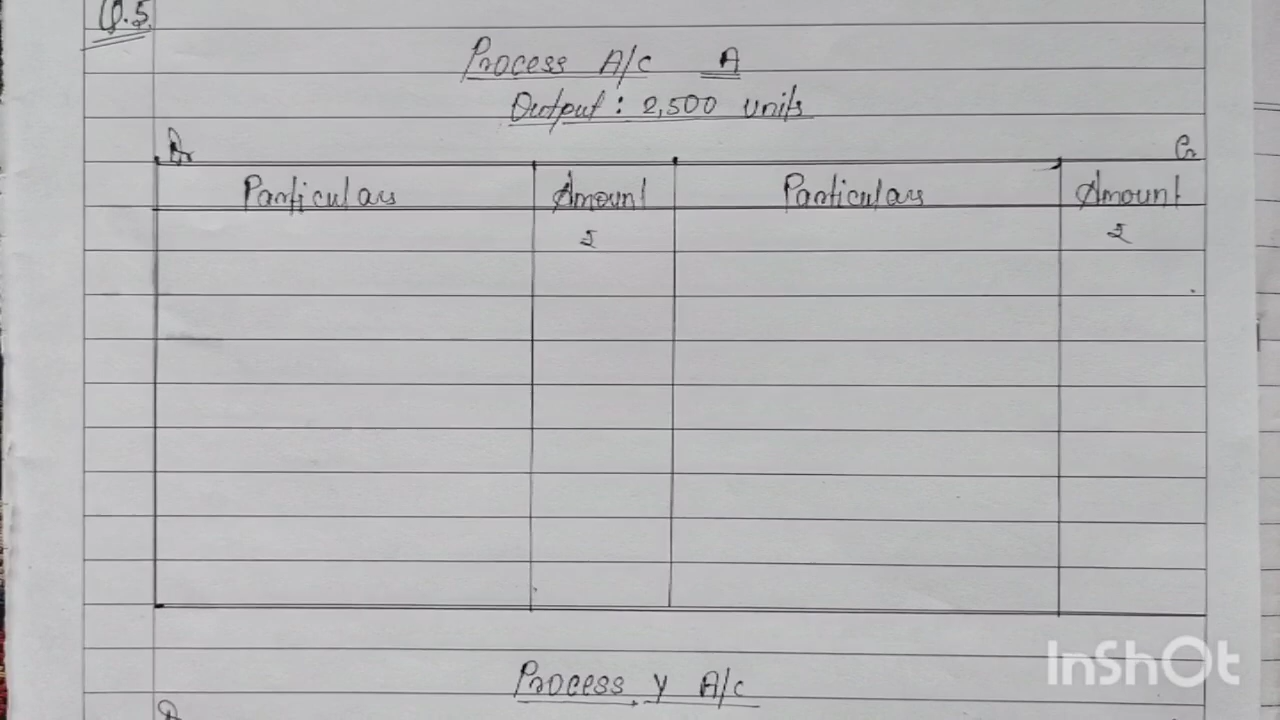 Q.5
Process A/c A
Output : 2,500 units
Dr Cr
Particulars Amount Particulars Amount
₹ ₹
Process Y A/c
InShOt